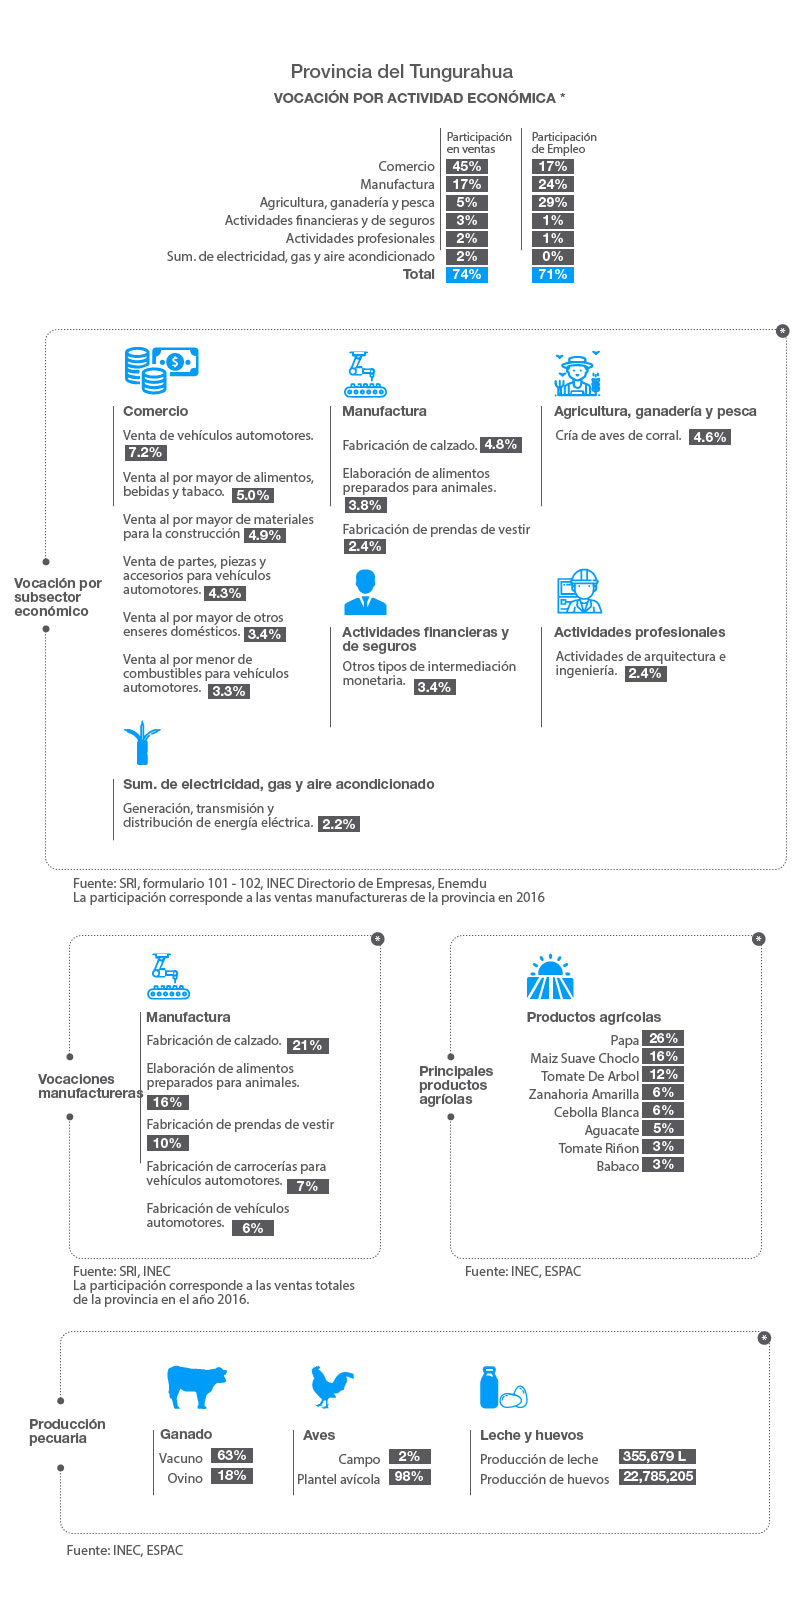 Provincia del Tungurahua
VOCACIÓN POR ACTIVIDAD ECONÓMICA *
Participación en ventas
Participación de Empleo
Comercio 45% 17%
Manufactura 17% 24%
Agricultura, ganadería y pesca 5% 29%
Actividades financieras y de seguros 3% 1%
Actividades profesionales 2% 1%
Sum. de electricidad, gas y aire acondicionado 2% 0%
Total 74% 71%
*
Vocación por
subsector
económico
Comercio
Venta de vehículos automotores.
7.2%
Venta al por mayor de alimentos,
bebidas y tabaco. 5.0%
Venta al por mayor de materiales
para la construcción 4.9%
Venta de partes, piezas y
accesorios para vehículos
automotores. 4.3%
Venta al por mayor de otros
enseres domésticos. 3.4%
Venta al por menor de
combustibles para vehículos
automotores. 3.3%
Manufactura
Fabricación de calzado. 4.8%
Elaboración de alimentos
preparados para animales.
3.8%
Fabricación de prendas de vestir
2.4%
Agricultura, ganadería y pesca
Cría de aves de corral. 4.6%
Actividades financieras y
de seguros
Otros tipos de intermediación
monetaria. 3.4%
Actividades profesionales
Actividades de arquitectura e
ingeniería. 2.4%
Sum. de electricidad, gas y aire acondicionado
Generación, transmisión y
distribución de energía eléctrica. 2.2%
Fuente: SRI, formulario 101 - 102, INEC Directorio de Empresas, Enemdu
La participación corresponde a las ventas manufactureras de la provincia en 2016
*
Vocaciones
manufactureras
Manufactura
Fabricación de calzado. 21%
Elaboración de alimentos
preparados para animales.
16%
Fabricación de prendas de vestir
10%
Fabricación de carrocerías para
vehículos automotores. 7%
Fabricación de vehículos
automotores. 6%
Fuente: SRI, INEC
La participación corresponde a las ventas totales
de la provincia en el año 2016.
*
Principales
productos
agríolas
Productos agrícolas
Papa 26%
Maiz Suave Choclo 16%
Tomate De Arbol 12%
Zanahoria Amarilla 6%
Cebolla Blanca 6%
Aguacate 5%
Tomate Riñon 3%
Babaco 3%
Fuente: INEC, ESPAC
*
Producción
pecuaria
Ganado
Vacuno 63%
Ovino 18%
Aves
Campo 2%
Plantel avícola 98%
Leche y huevos
Producción de leche 355,679 L
Producción de huevos 22,785,205
Fuente: INEC, ESPAC